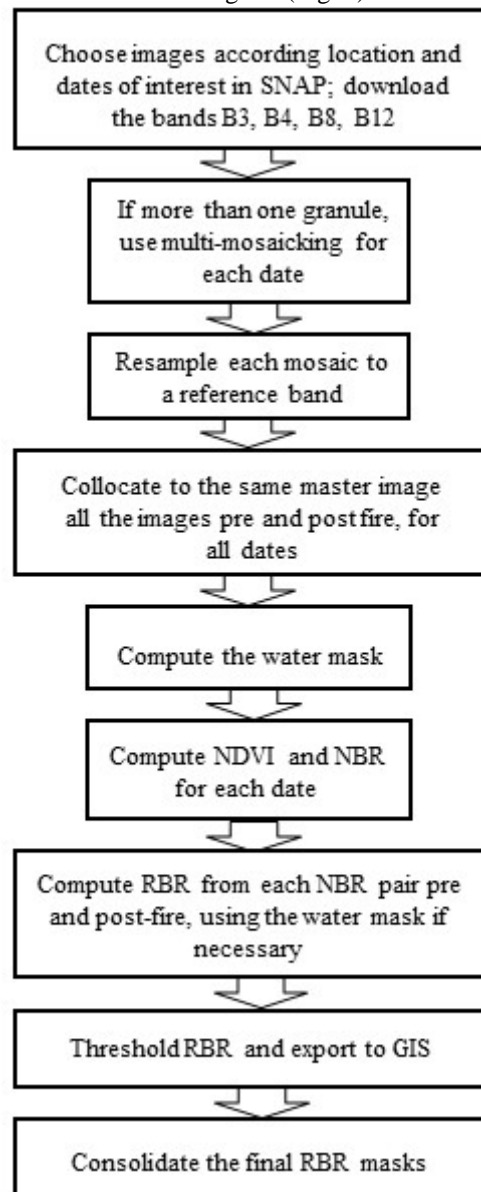 Choose images according location and
dates of interest in SNAP; download
the bands B3, B4, B8, B12
If more than one granule,
use multi-mosaicking for
each date
Resample each mosaic to
a reference band
Collocate to the same master image
all the images pre and post fire, for
all dates
Compute the water mask
Compute NDVI and NBR
for each date
Compute RBR from each NBR pair pre
and post-fire, using the water mask if
necessary
Threshold RBR and export to GIS
Consolidate the final RBR masks